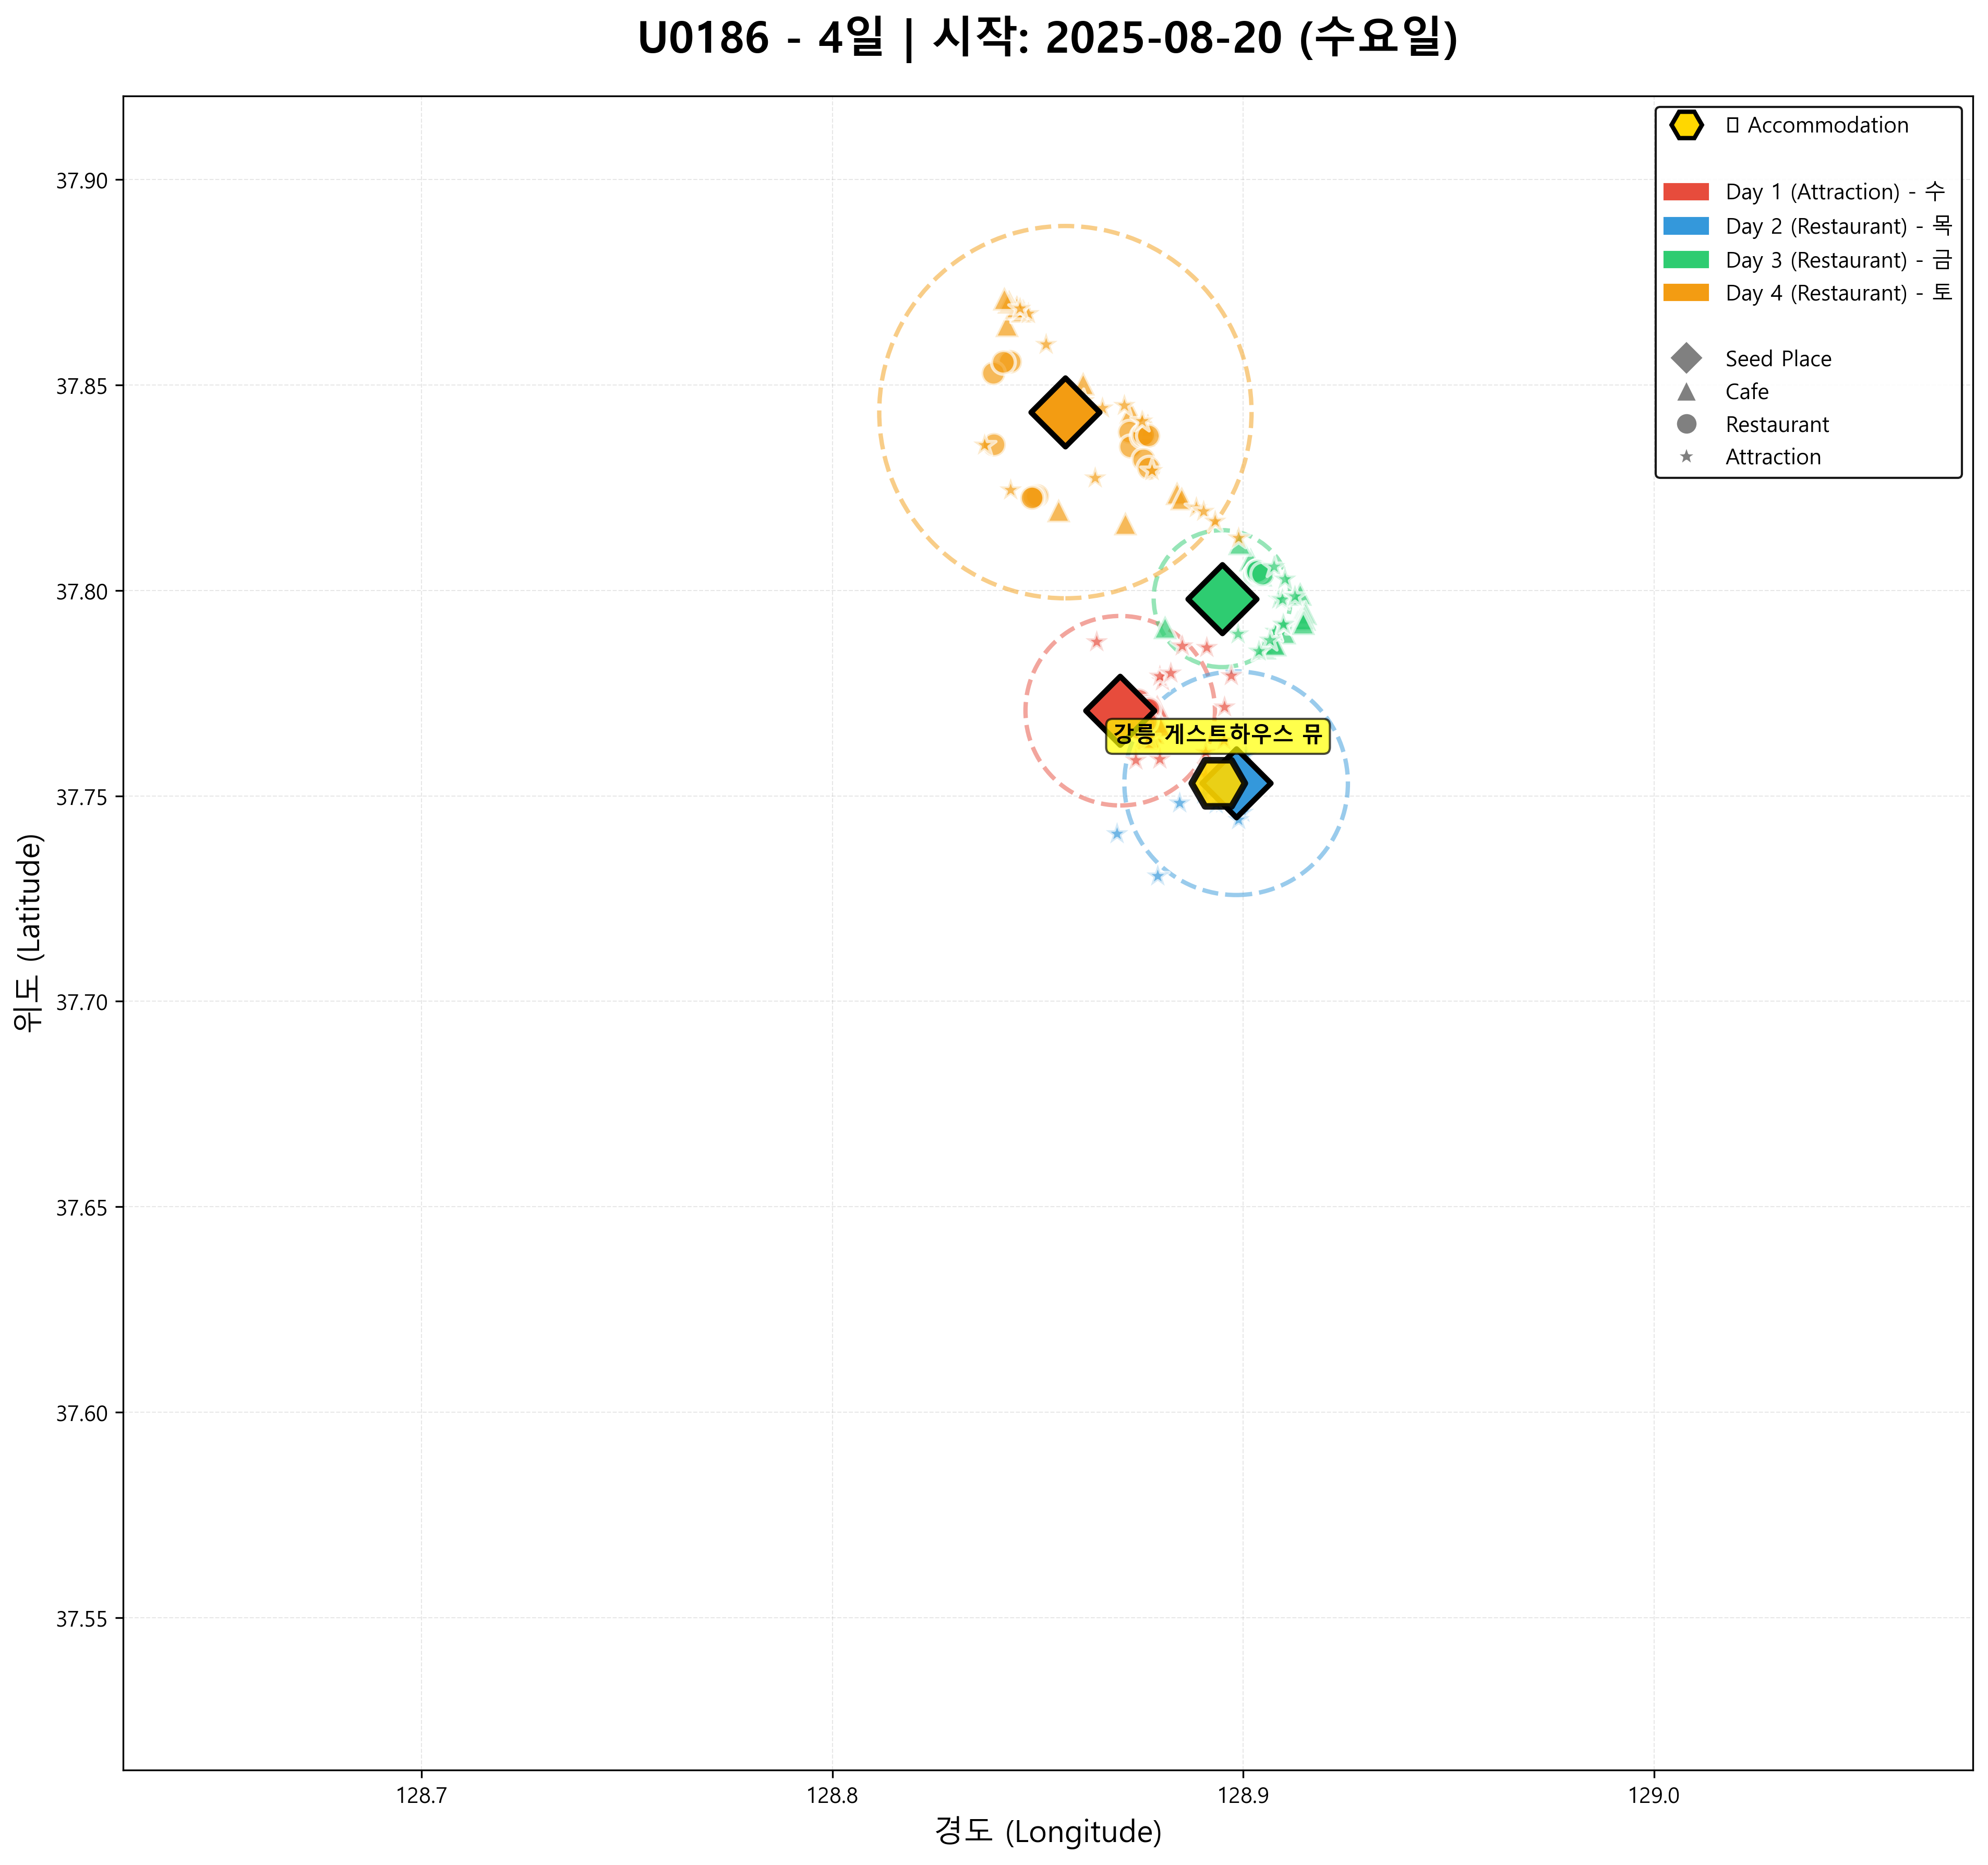 U0186 - 4일 | 시작: 2025-08-20 (수요일)
Accommodation
Day 1 (Attraction) - 수
Day 2 (Restaurant) - 목
Day 3 (Restaurant) - 금
Day 4 (Restaurant) - 토
Seed Place
Cafe
Restaurant
Attraction
37.90
37.85
37.80
37.75
37.70
37.65
37.60
37.55
강릉 게스트하우스 뮤
위도 (Latitude)
128.7
128.8
128.9
129.0
경도 (Longitude)